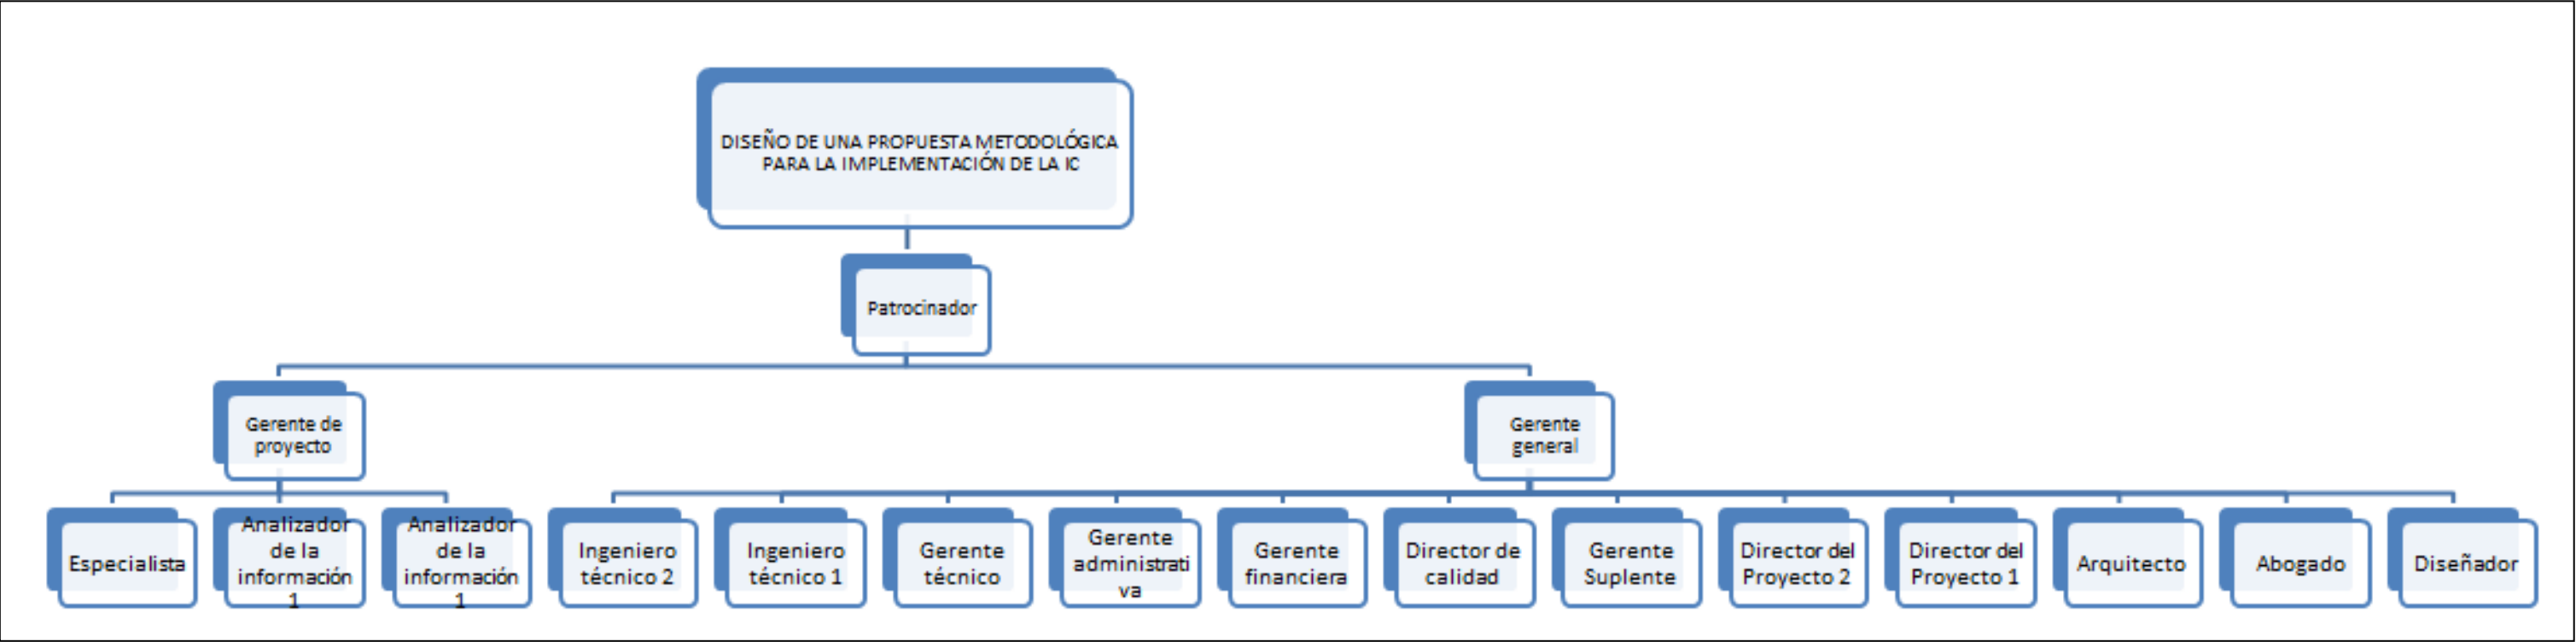 DISEÑO DE UNA PROPUESTA METODOLÓGICA
PARA LA IMPLEMENTACIÓN DE LA IC
Patrocinador
Gerente de
proyecto
Gerente
general
Especialista
Analizador
de la
información
1
Analizador
de la
información
1
Ingeniero
técnico 2
Ingeniero
técnico 1
Gerente
técnico
Gerente
administrati
va
Gerente
financiera
Director de
calidad
Gerente
Suplente
Director del
Proyecto 2
Director del
Proyecto 1
Arquitecto
Abogado
Diseñador